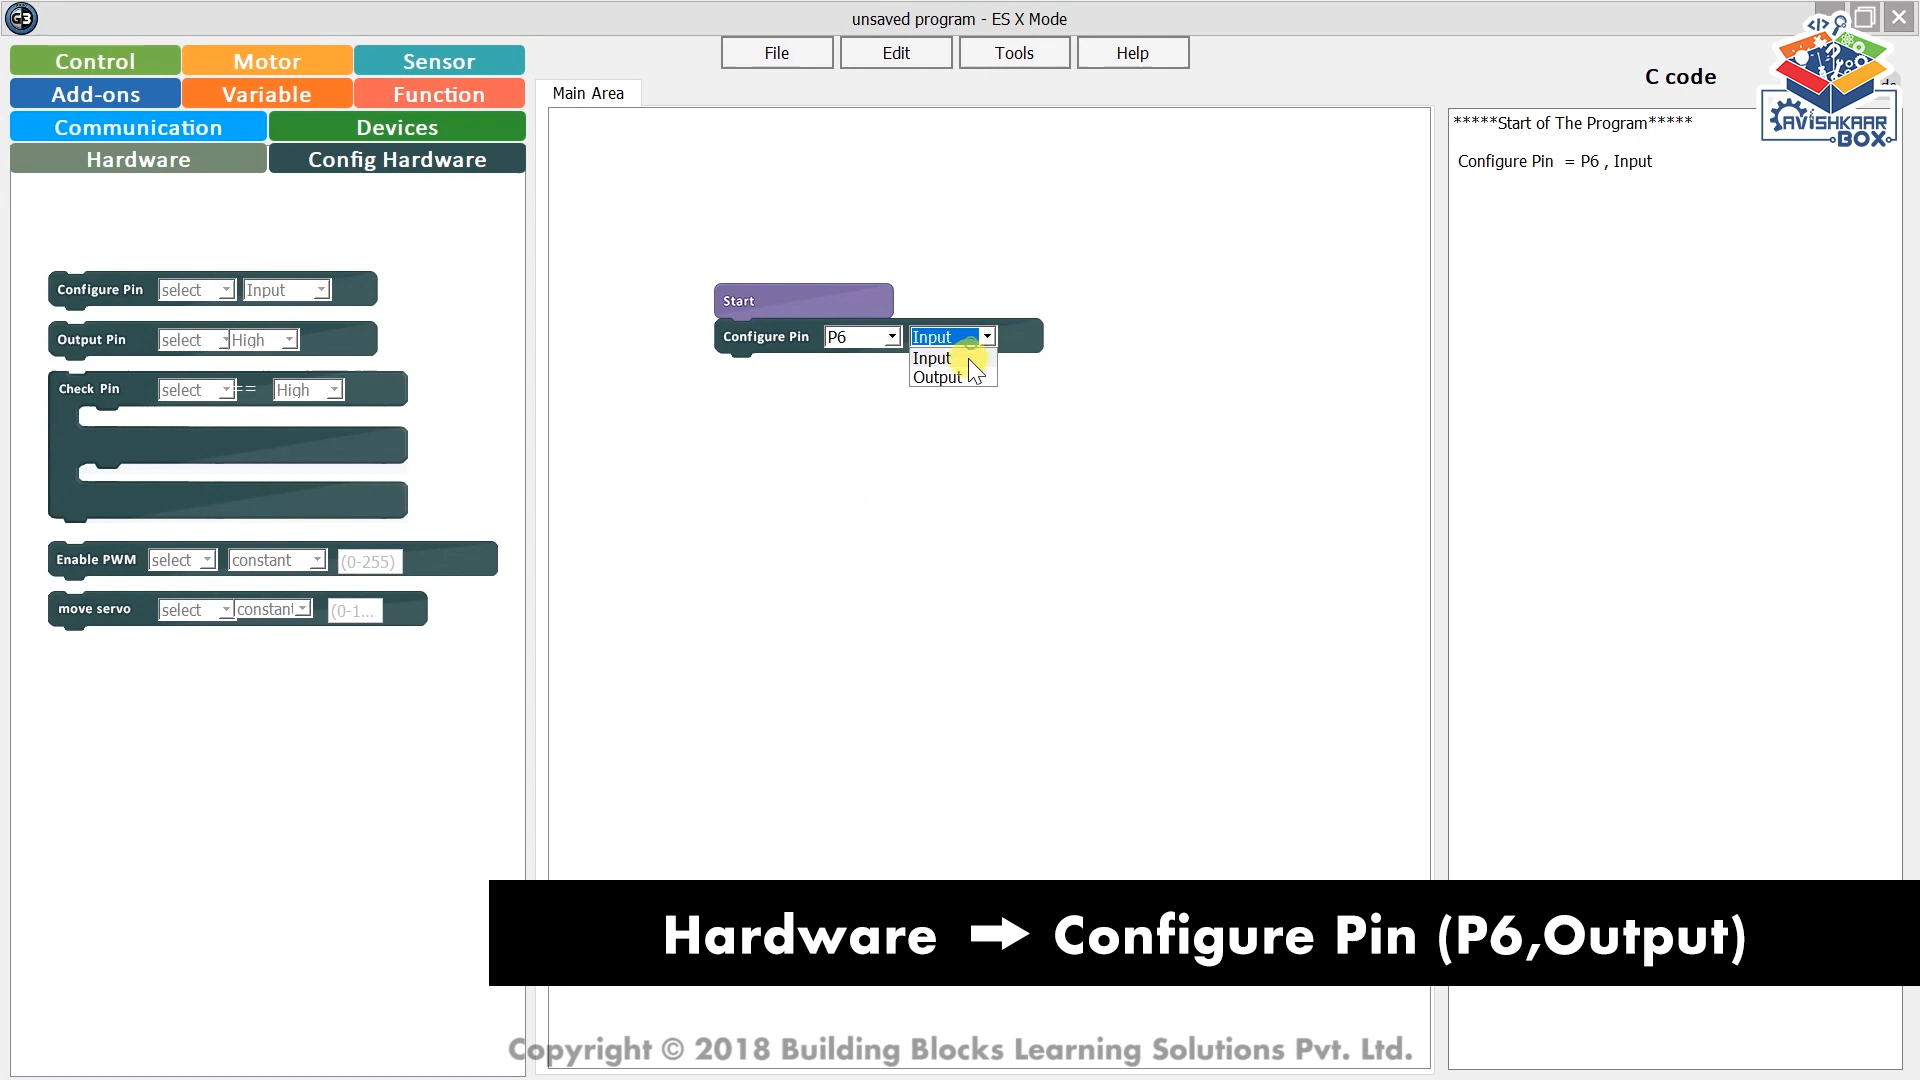 G3
unsaved program - ES X Mode
File Edit Tools Help
Control Motor Sensor
Add-ons Variable Function
Communication Devices
Hardware Config Hardware
Main Area
C code
</>
AVISHKAAR
BOX
*****Start of The Program*****
Configure Pin = P6 , Input
Configure Pin select Input
Output Pin select High
Check Pin select == High
Enable PWM select constant (0-255)
move servo select constant (0-1...
Start
Configure Pin P6 Input
Input
Output
Hardware ➡ Configure Pin (P6,Output)
Copyright © 2018 Building Blocks Learning Solutions Pvt. Ltd.